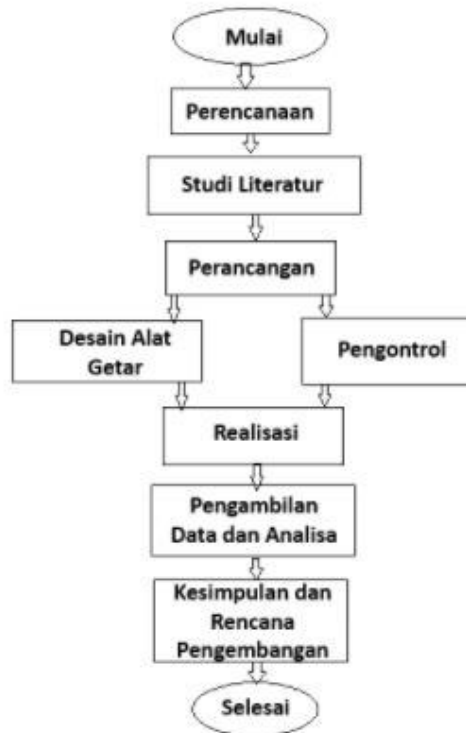 Mulai
Perencanaan
Studi Literatur
Perancangan
Desain Alat
Getar
Pengontrol
Realisasi
Pengambilan
Data dan Analisa
Kesimpulan dan
Rencana
Pengembangan
Selesai